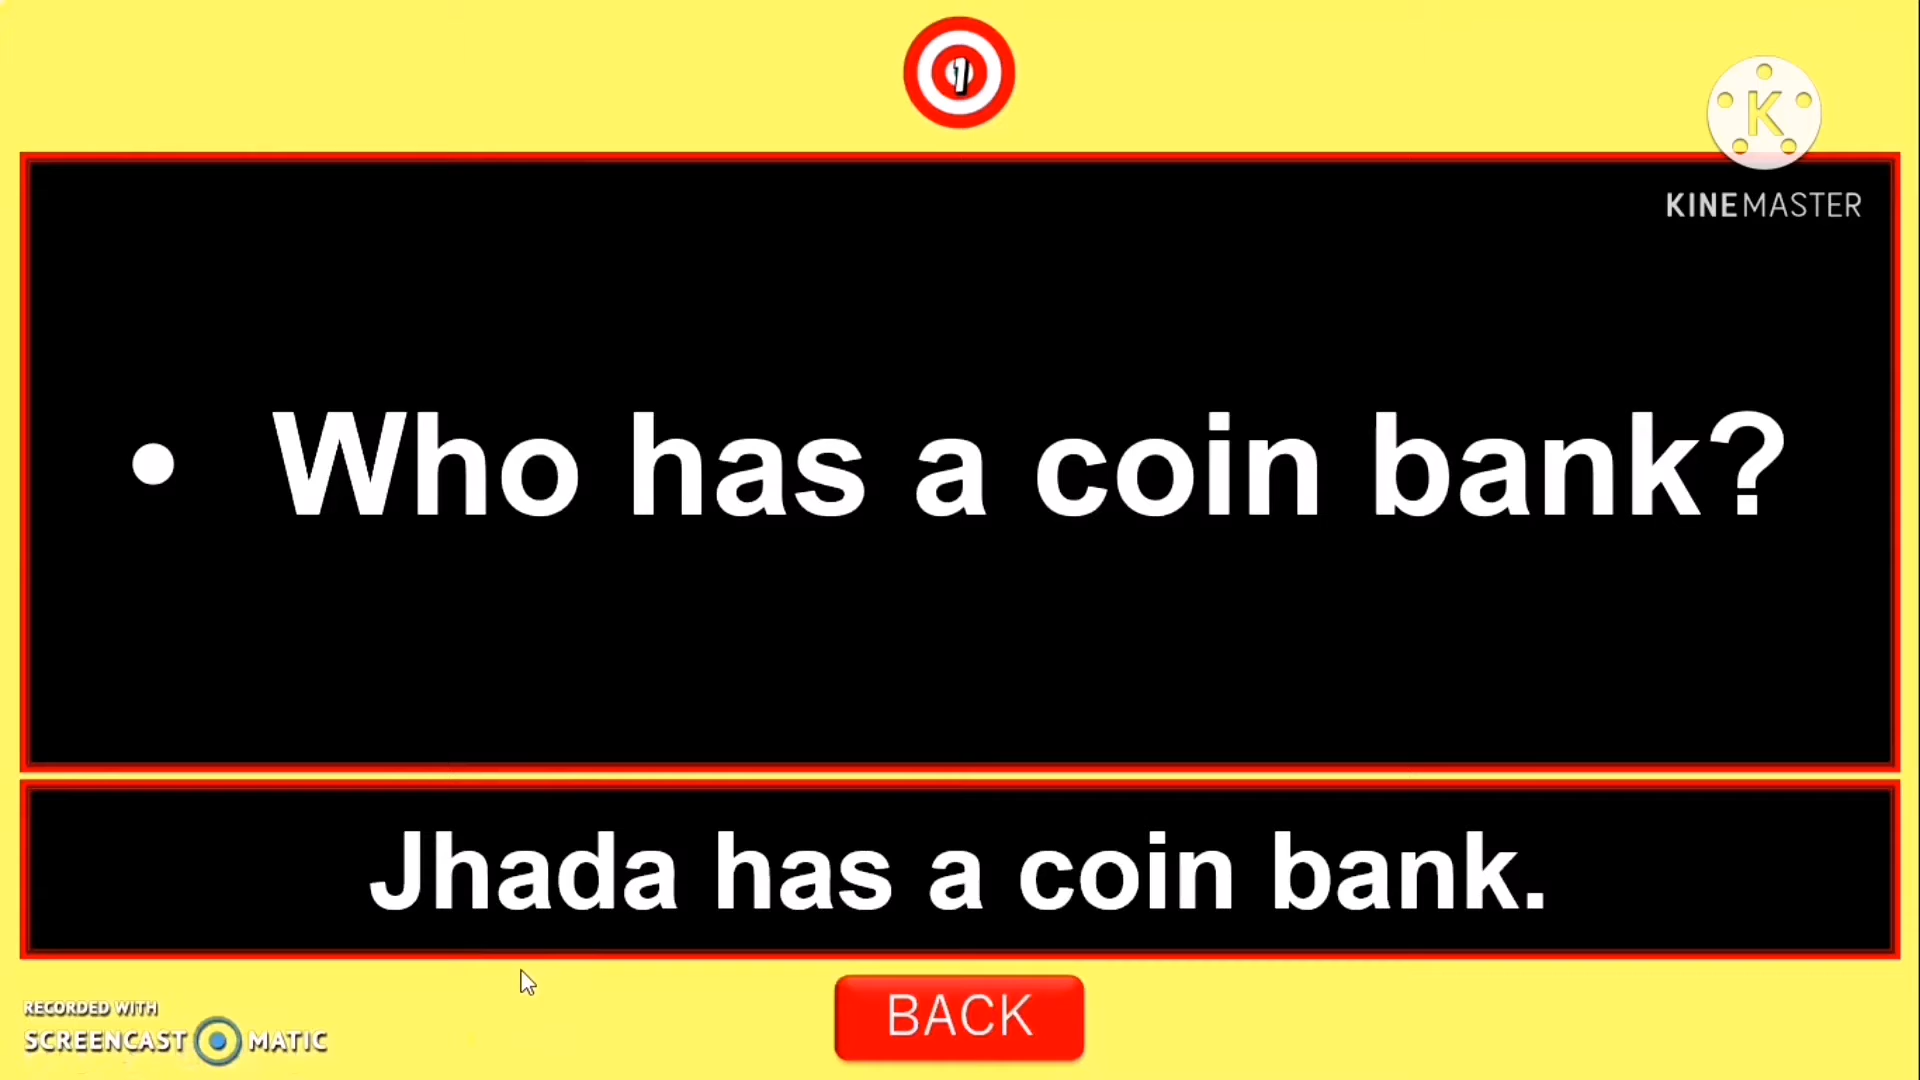 1
KINEMASTER
• Who has a coin bank?
Jhada has a coin bank.
BACK
RECORDED WITH
SCREENCAST MATIC